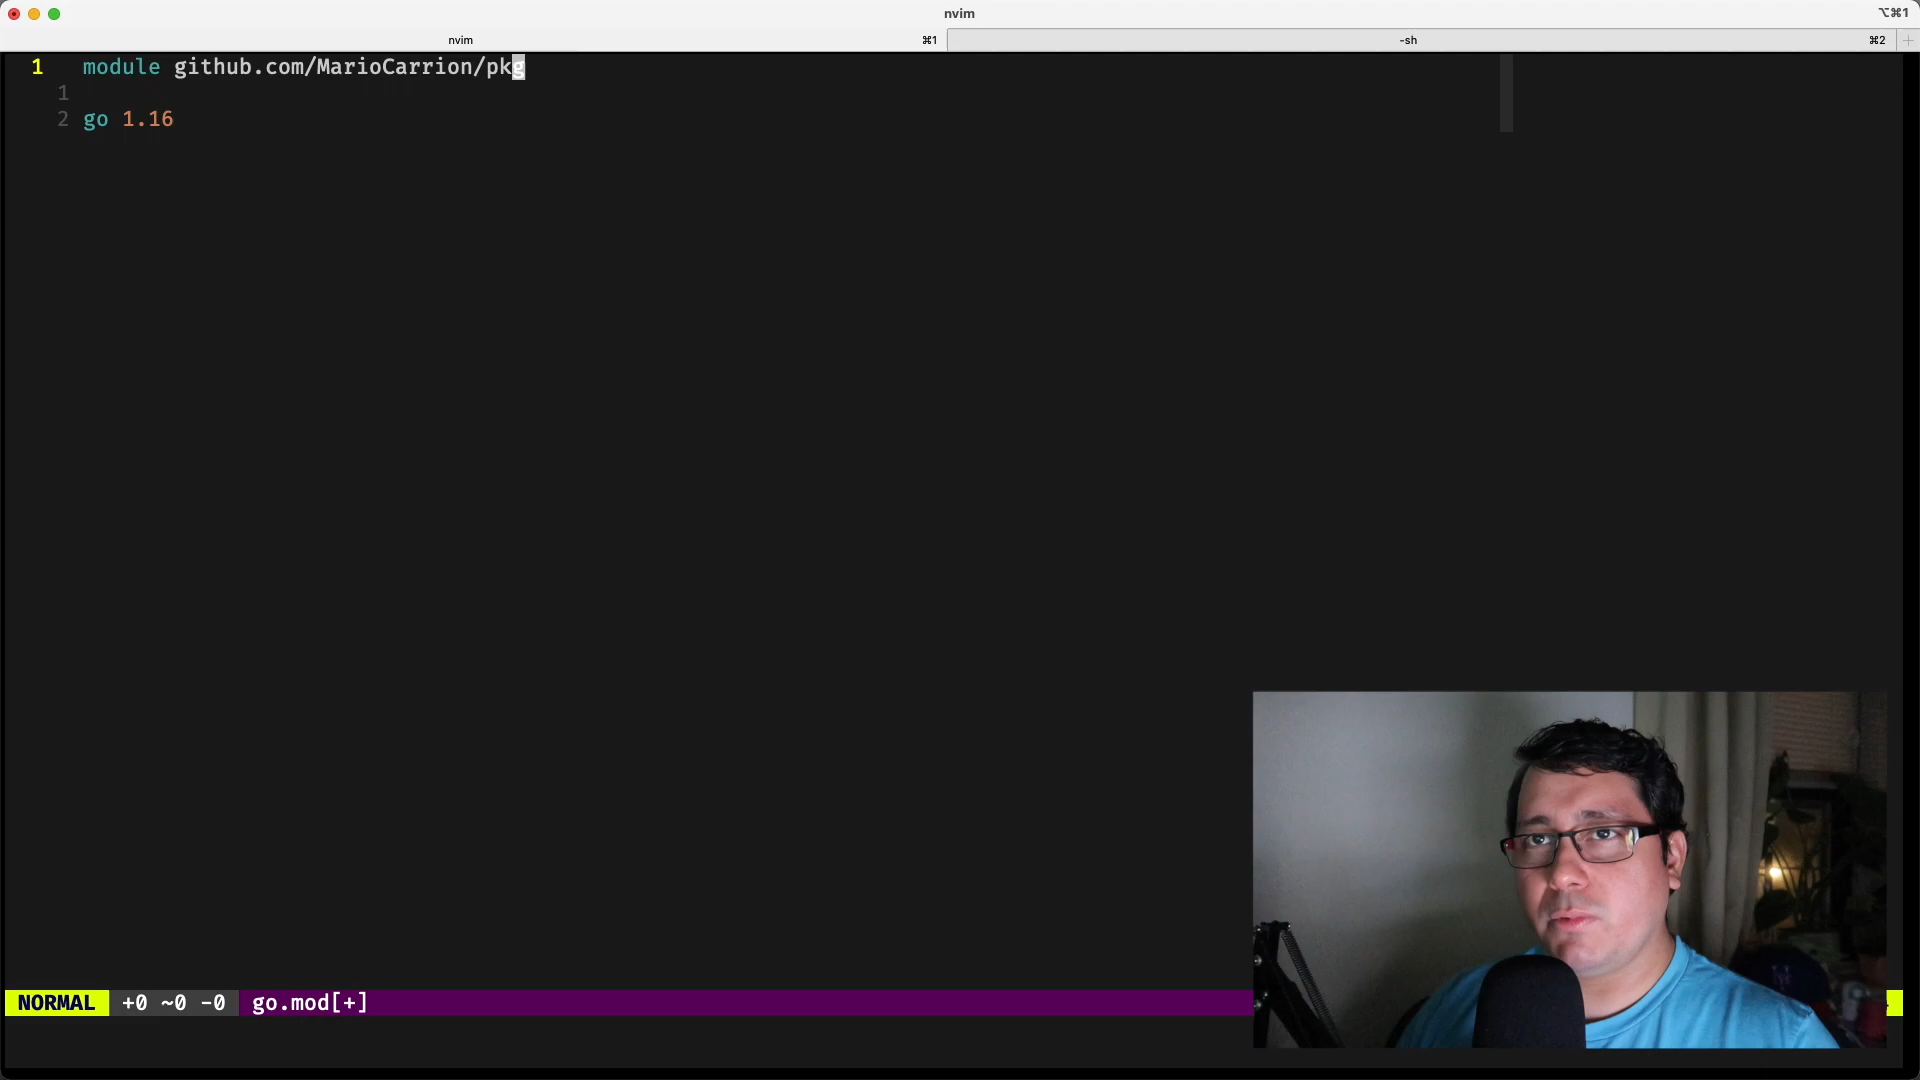 nvim
⌥⌘1
nvim ⌘1
-sh ⌘2
1 module github.com/MarioCarrion/pkg
1
2 go 1.16
NORMAL +0 ~0 -0 go.mod[+]